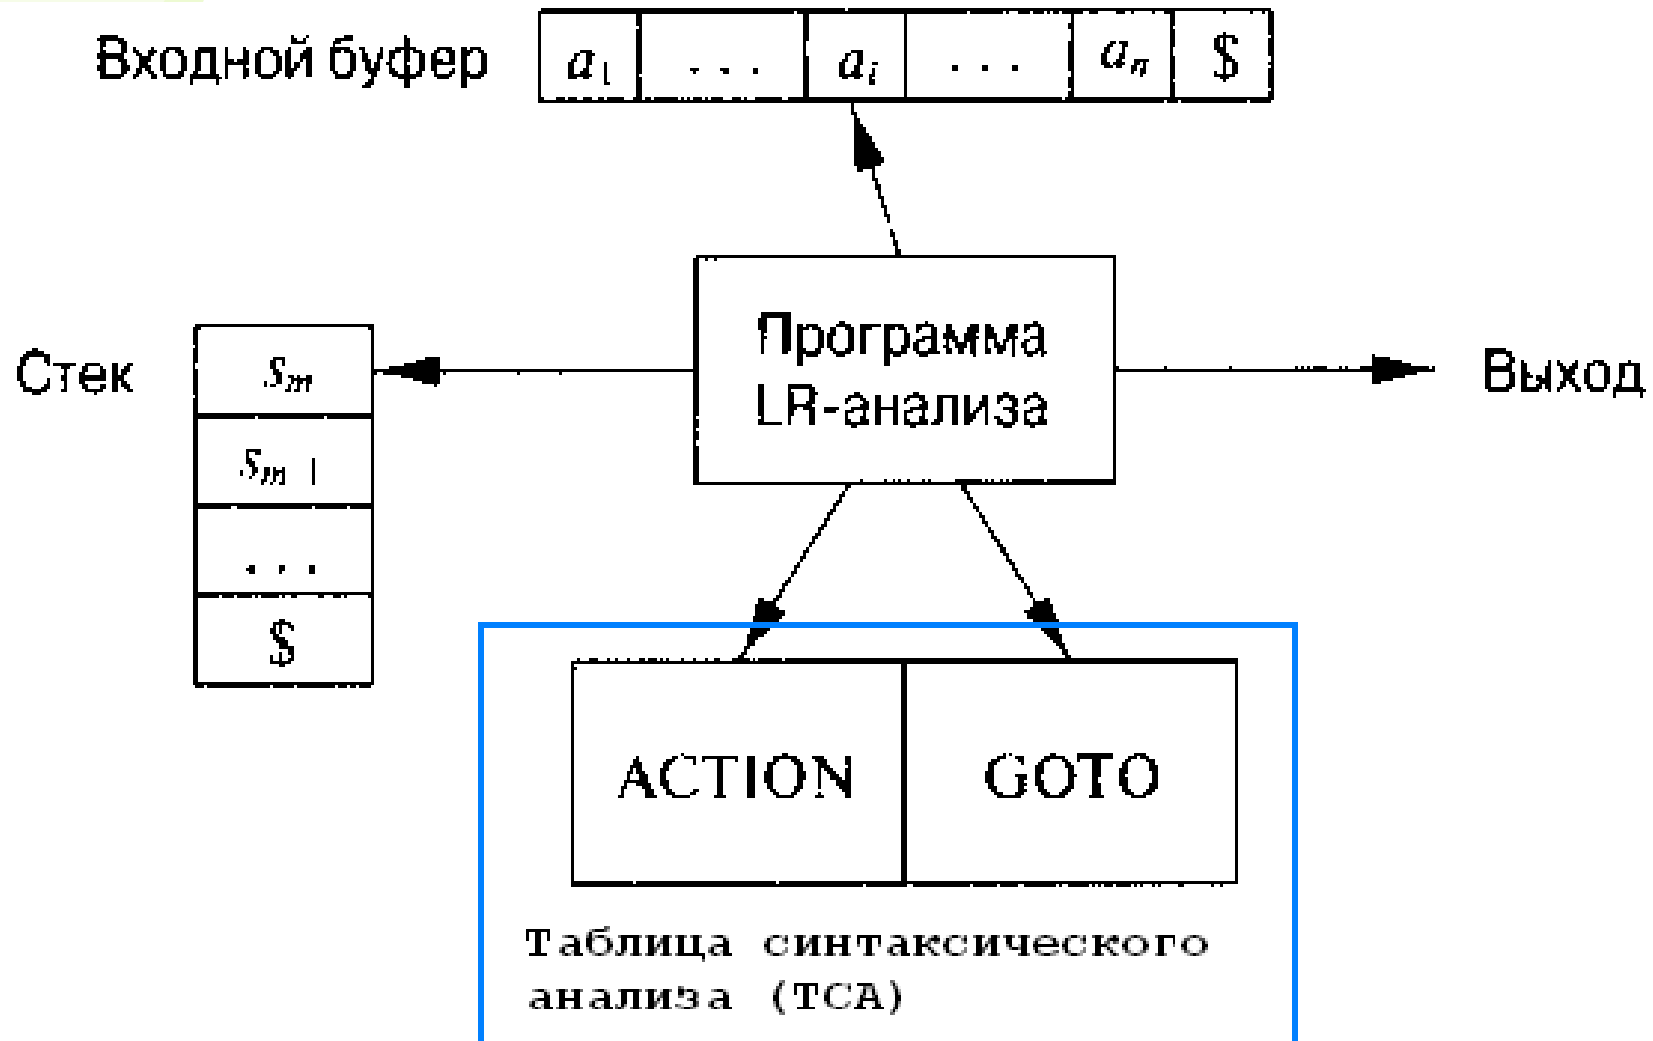 Входной буфер
a1 ... ai ... an $
Стек
sm
sm-1
...
$
Программа
LR-анализа
Выход
ACTION GOTO
Таблица синтаксического
анализа (ТСА)